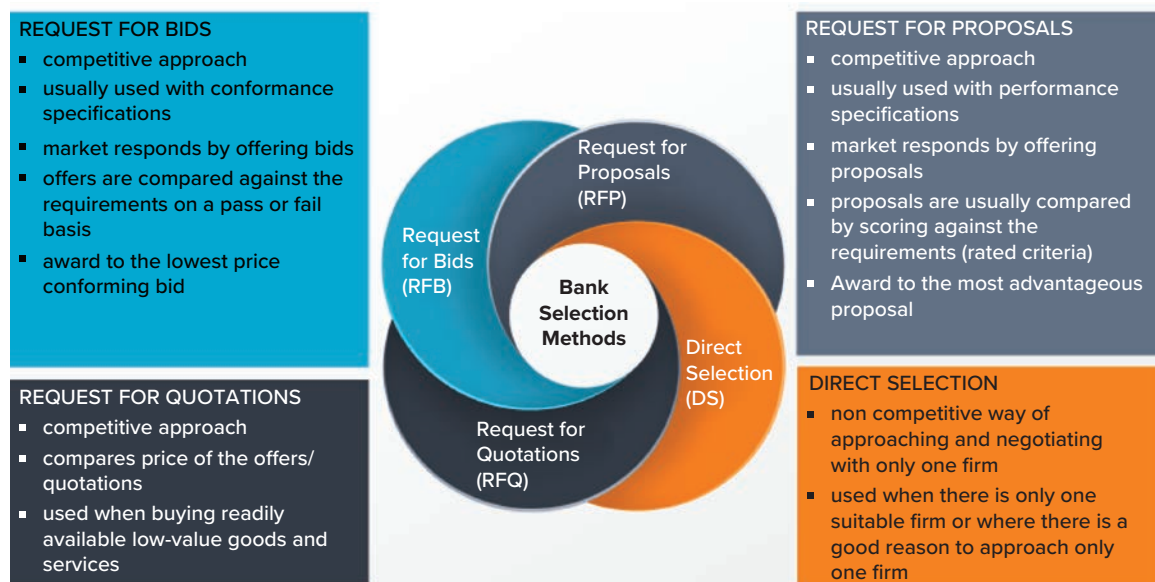 REQUEST FOR BIDS
▪ competitive approach
▪ usually used with conformance
specifications
▪ market responds by offering bids
▪ offers are compared against the
requirements on a pass or fail
basis
▪ award to the lowest price
conforming bid
REQUEST FOR QUOTATIONS
▪ competitive approach
▪ compares price of the offers/
quotations
▪ used when buying readily
available low-value goods and
services
Request for
Proposals
(RFP)
Request
for Bids
(RFB)
Bank
Selection
Methods
Direct
Selection
(DS)
Request for
Quotations
(RFQ)
REQUEST FOR PROPOSALS
▪ competitive approach
▪ usually used with performance
specifications
▪ market responds by offering
proposals
▪ proposals are usually compared
by scoring against the
requirements (rated criteria)
▪ Award to the most advantageous
proposal
DIRECT SELECTION
▪ non competitive way of
approaching and negotiating
with only one firm
▪ used when there is only one
suitable firm or where there is a
good reason to approach only
one firm